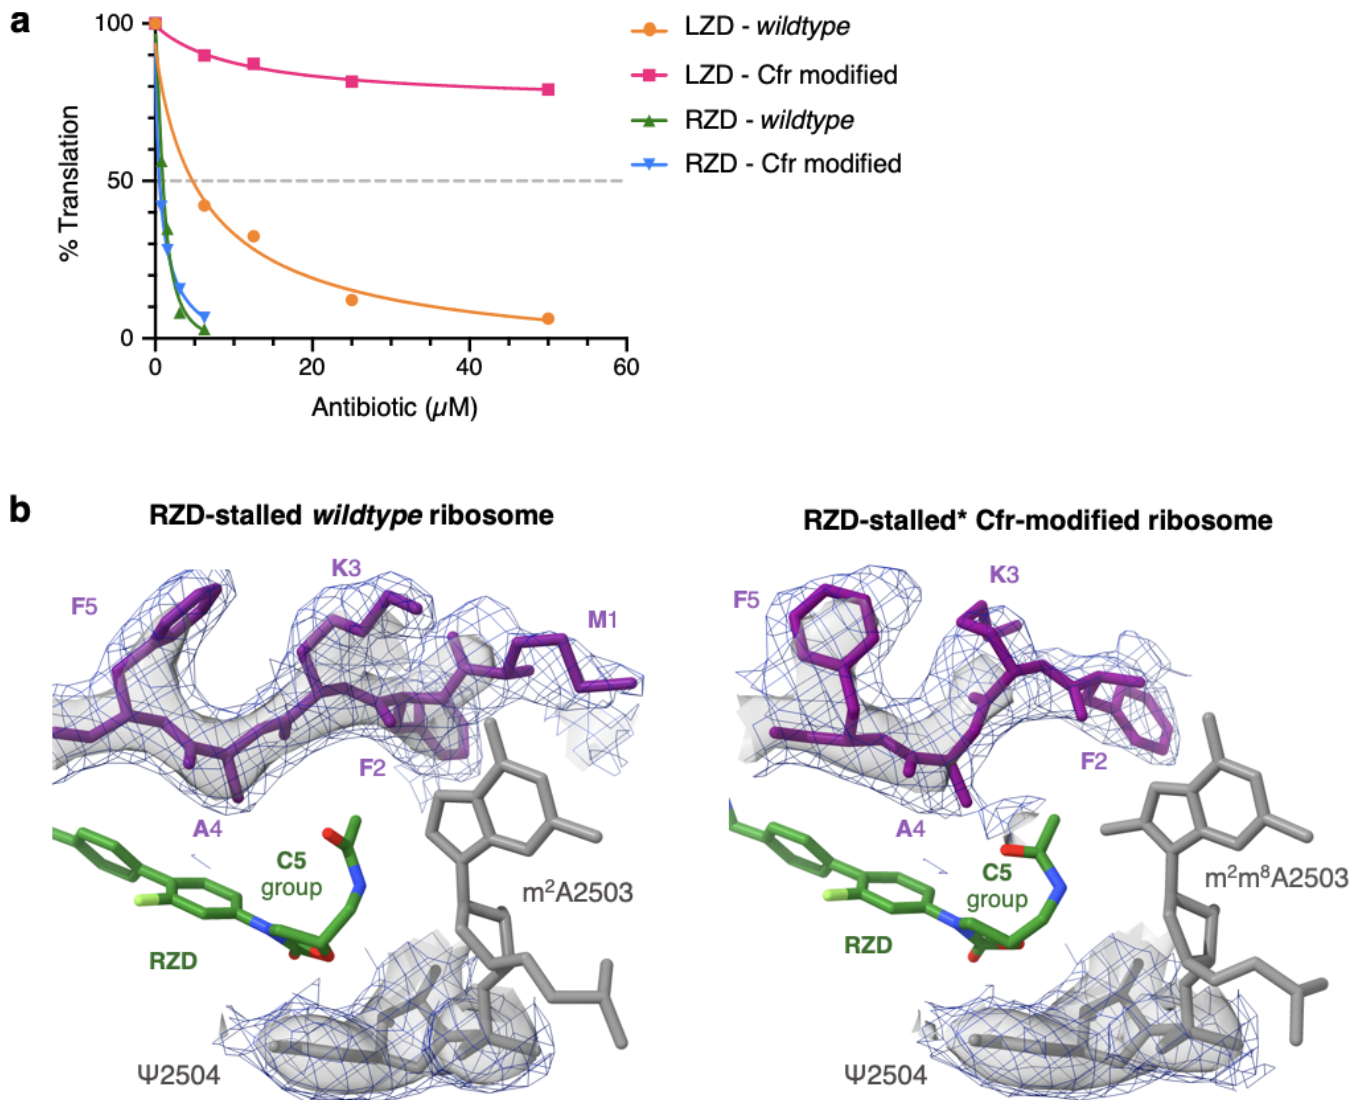 a
100
50
0
% Translation
0 20 40 60
Antibiotic (µM)
LZD - wildtype
LZD - Cfr modified
RZD - wildtype
RZD - Cfr modified
b
RZD-stalled wildtype ribosome
F5
K3
M1
F2
A4
C5
group
RZD
m²A2503
Ψ2504
RZD-stalled* Cfr-modified ribosome
F5
K3
F2
A4
C5
group
RZD
m²m⁸A2503
Ψ2504